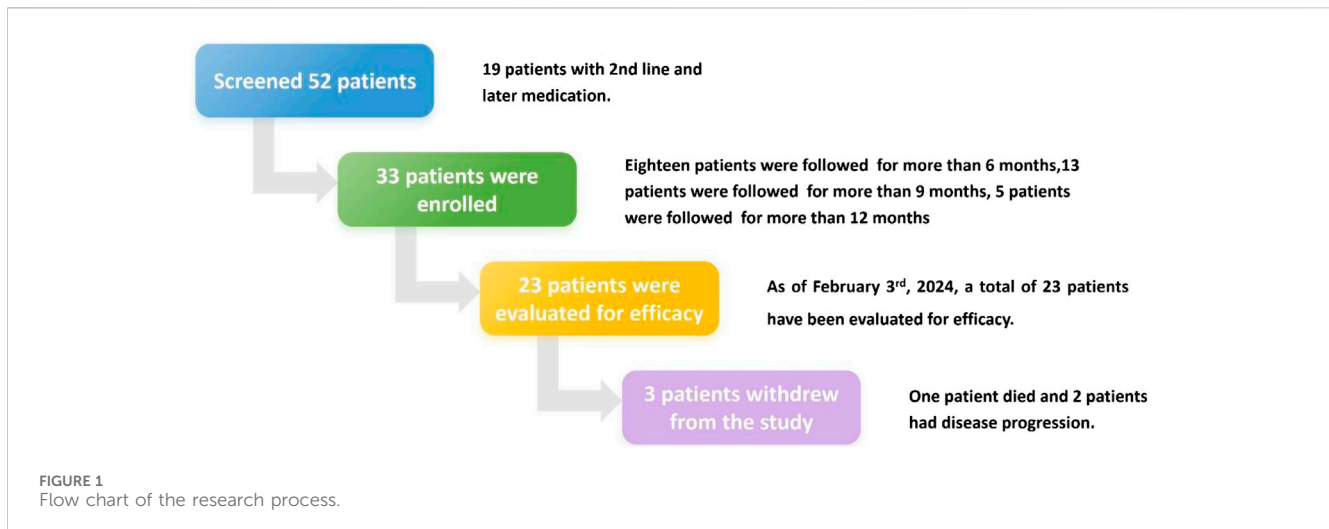 Screened 52 patients
19 patients with 2nd line and
later medication.
33 patients were
enrolled
Eighteen patients were followed for more than 6 months,13
patients were followed for more than 9 months, 5 patients
were followed for more than 12 months
23 patients were
evaluated for efficacy
As of February 3rd, 2024, a total of 23 patients
have been evaluated for efficacy.
3 patients withdrew
from the study
One patient died and 2 patients
had disease progression.
FIGURE 1
Flow chart of the research process.